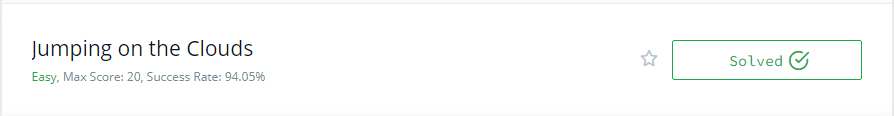 Jumping on the Clouds
Solved
Easy, Max Score: 20, Success Rate: 94.05%